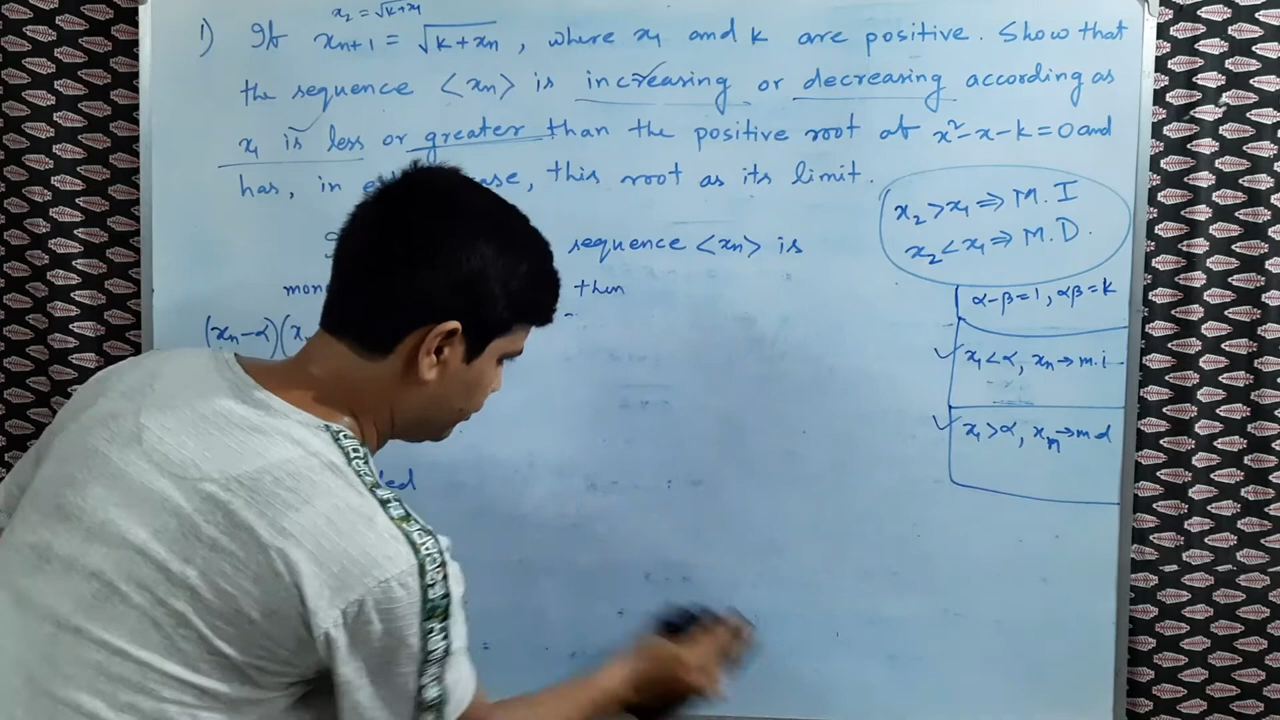 x₂ = √k+x₁
1) If xn+1 = √k+xn, where x₁ and k are positive. Show that
the sequence <xn> is increasing or decreasing according as
x₁ is less or greater than the positive root of x²-x-k=0 and
has, in case, this root as its limit.
x₂>x₁ ⇒ M.I
x₂<x₁ ⇒ M.D.
sequence <xn> is
then
(xn-α)(x
α-β=1, αβ=k
✓ x₁<α, xn→m.i
✓ x₁>α, xn→md